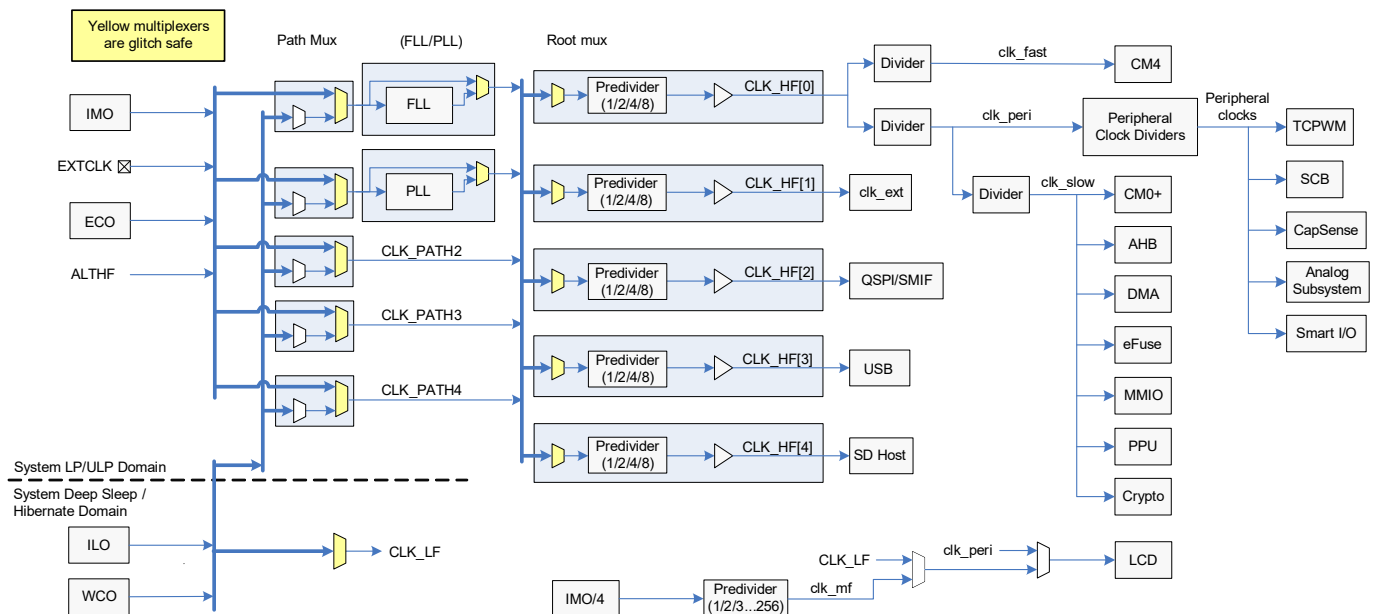 Yellow multiplexers
are glitch safe
Path Mux
(FLL/PLL)
Root mux
IMO
EXTCLK
ECO
ALTHF
FLL
PLL
CLK_PATH2
CLK_PATH3
CLK_PATH4
Predivider
(1/2/4/8)
CLK_HF[0]
Predivider
(1/2/4/8)
CLK_HF[1]
Predivider
(1/2/4/8)
CLK_HF[2]
Predivider
(1/2/4/8)
CLK_HF[3]
Predivider
(1/2/4/8)
CLK_HF[4]
clk_ext
QSPI/SMIF
USB
SD Host
Divider
clk_fast
CM4
Divider
clk_peri
Peripheral
Clock Dividers
Peripheral
clocks
TCPWM
SCB
CapSense
Analog
Subsystem
Smart I/O
Divider
clk_slow
CM0+
AHB
DMA
eFuse
MMIO
PPU
Crypto
System LP/ULP Domain
System Deep Sleep /
Hibernate Domain
ILO
WCO
CLK_LF
IMO/4
Predivider
(1/2/3...256)
clk_mf
CLK_LF
clk_peri
LCD